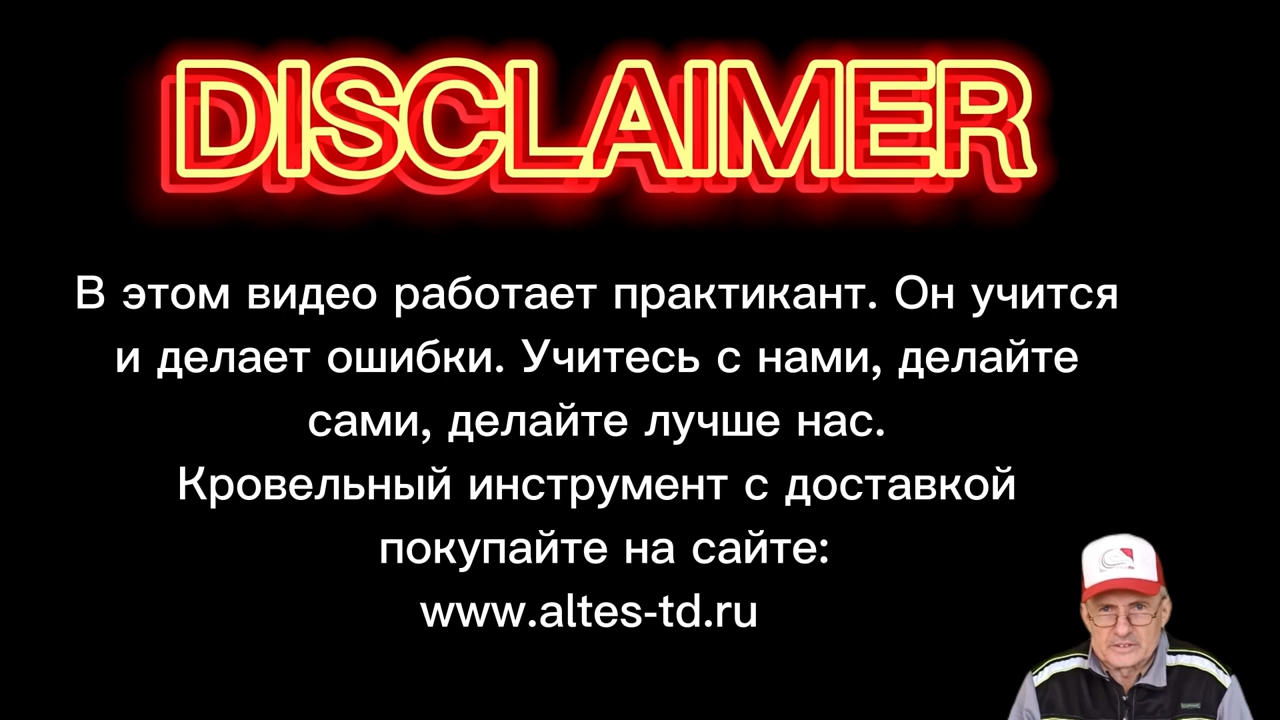 DISCLAIMER
В этом видео работает практикант. Он учится
и делает ошибки. Учитесь с нами, делайте
сами, делайте лучше нас.
Кровельный инструмент с доставкой
покупайте на сайте:
www.altes-td.ru